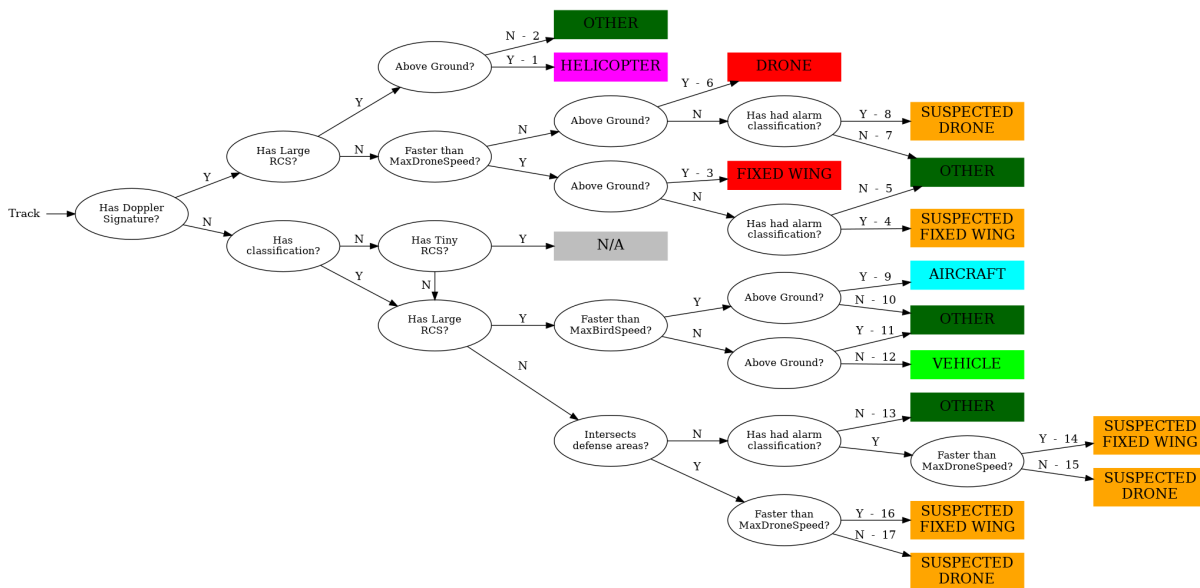 OTHER
N - 2
Above Ground?
Y - 1
HELICOPTER
DRONE
Y - 6
Y
Above Ground?
N
Has had alarm
classification?
Y - 8
SUSPECTED
DRONE
N
N - 7
Has Large
RCS?
N
Faster than
MaxDroneSpeed?
Y
Above Ground?
Y - 3
FIXED WING
OTHER
N
N - 5
Y
Has had alarm
classification?
Y - 4
SUSPECTED
FIXED WING
Track
Has Doppler
Signature?
N
Has
classification?
N
Has Tiny
RCS?
Y
N/A
Y
N
Has Large
RCS?
Y
Faster than
MaxBirdSpeed?
Y
Above Ground?
Y - 9
AIRCRAFT
N - 10
OTHER
N
Above Ground?
Y - 11
N - 12
VEHICLE
N
Intersects
defense areas?
N
Has had alarm
classification?
N - 13
OTHER
Y
Faster than
MaxDroneSpeed?
Y - 14
SUSPECTED
FIXED WING
N - 15
SUSPECTED
DRONE
Y
Faster than
MaxDroneSpeed?
Y - 16
SUSPECTED
FIXED WING
N - 17
SUSPECTED
DRONE